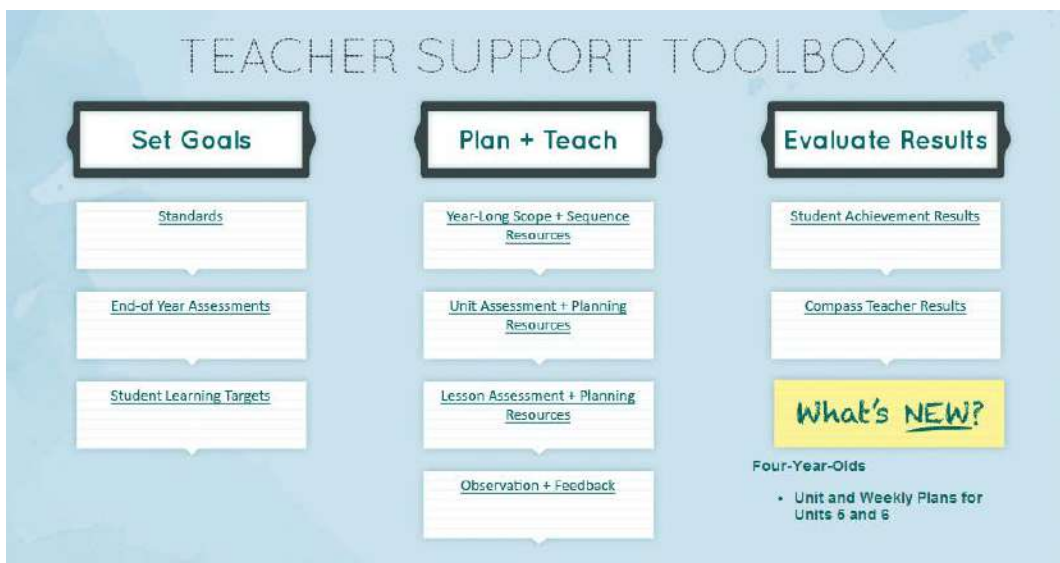 TEACHER SUPPORT TOOLBOX
Set Goals
Standards
End-of Year Assessments
Student Learning Targets
Plan + Teach
Year-Long Scope + Sequence
Resources
Unit Assessment + Planning
Resources
Lesson Assessment + Planning
Resources
Observation + Feedback
Evaluate Results
Student Achievement Results
Compass Teacher Results
What's NEW?
Four-Year-Olds
• Unit and Weekly Plans for
Units 5 and 6